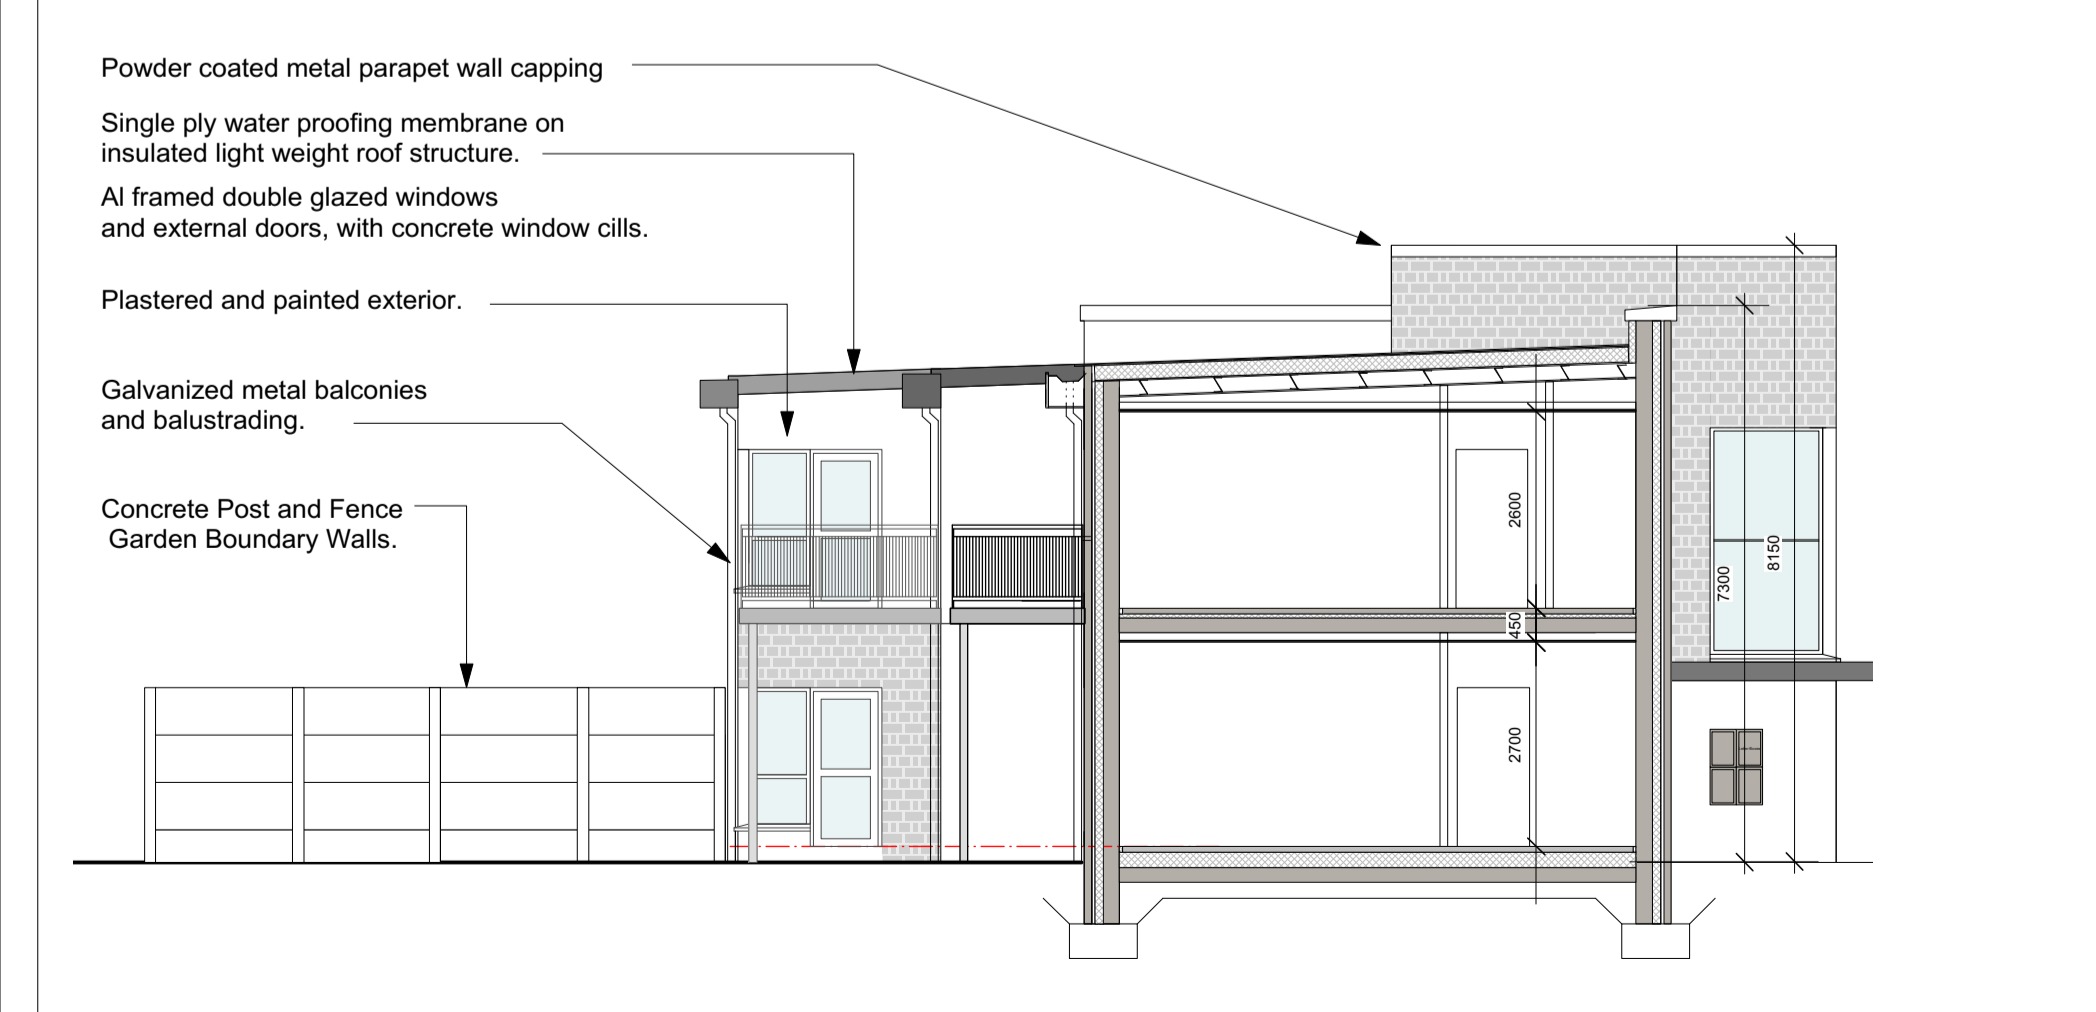 Powder coated metal parapet wall capping
Single ply water proofing membrane on
insulated light weight roof structure.
Al framed double glazed windows
and external doors, with concrete window cills.
Plastered and painted exterior.
Galvanized metal balconies
and balustrading.
Concrete Post and Fence
Garden Boundary Walls.
2600
450
2700
7300
8150